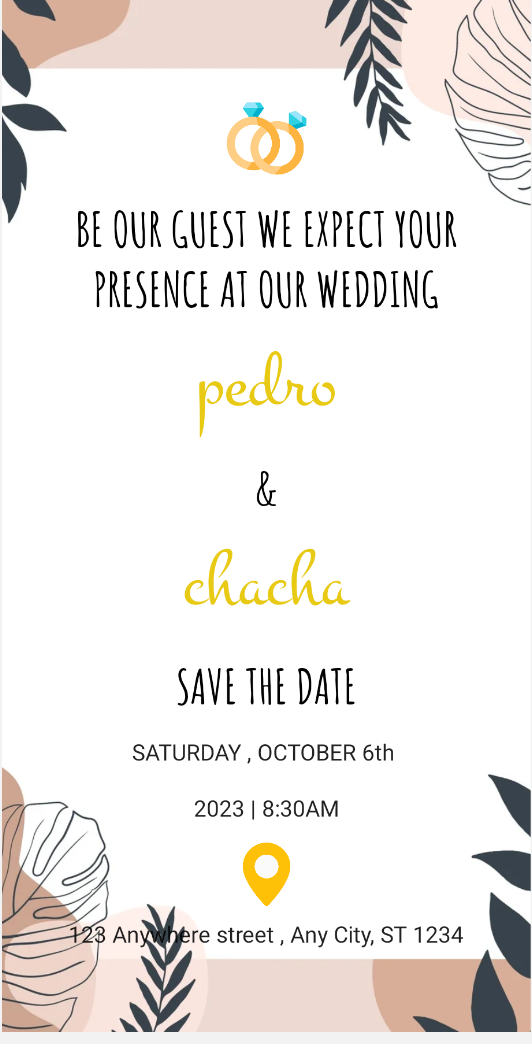 BE OUR GUEST WE EXPECT YOUR
PRESENCE AT OUR WEDDING
pedro
&
chacha
SAVE THE DATE
SATURDAY , OCTOBER 6th
2023 | 8:30AM
123 Anywhere street , Any City, ST 1234